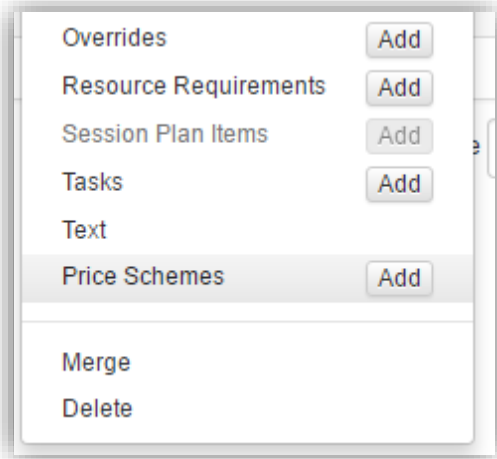 Overrides Add
Resource Requirements Add
Session Plan Items Add
Tasks Add
Text
Price Schemes Add
Merge
Delete